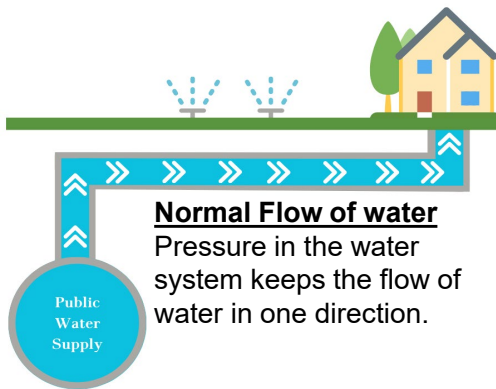 Normal Flow of water
Pressure in the water
system keeps the flow of
water in one direction.
Public
Water
Supply